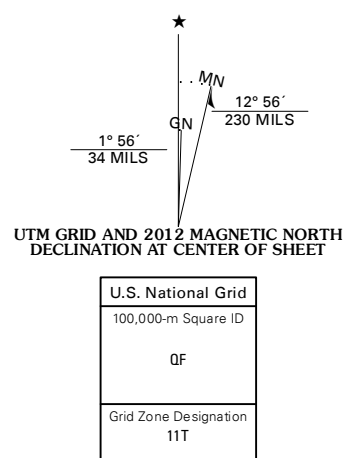 ★
MN
GN
12° 56´
230 MILS
1° 56´
34 MILS
UTM GRID AND 2012 MAGNETIC NORTH
DECLINATION AT CENTER OF SHEET
U.S. National Grid
100,000-m Square ID
QF
Grid Zone Designation
11T